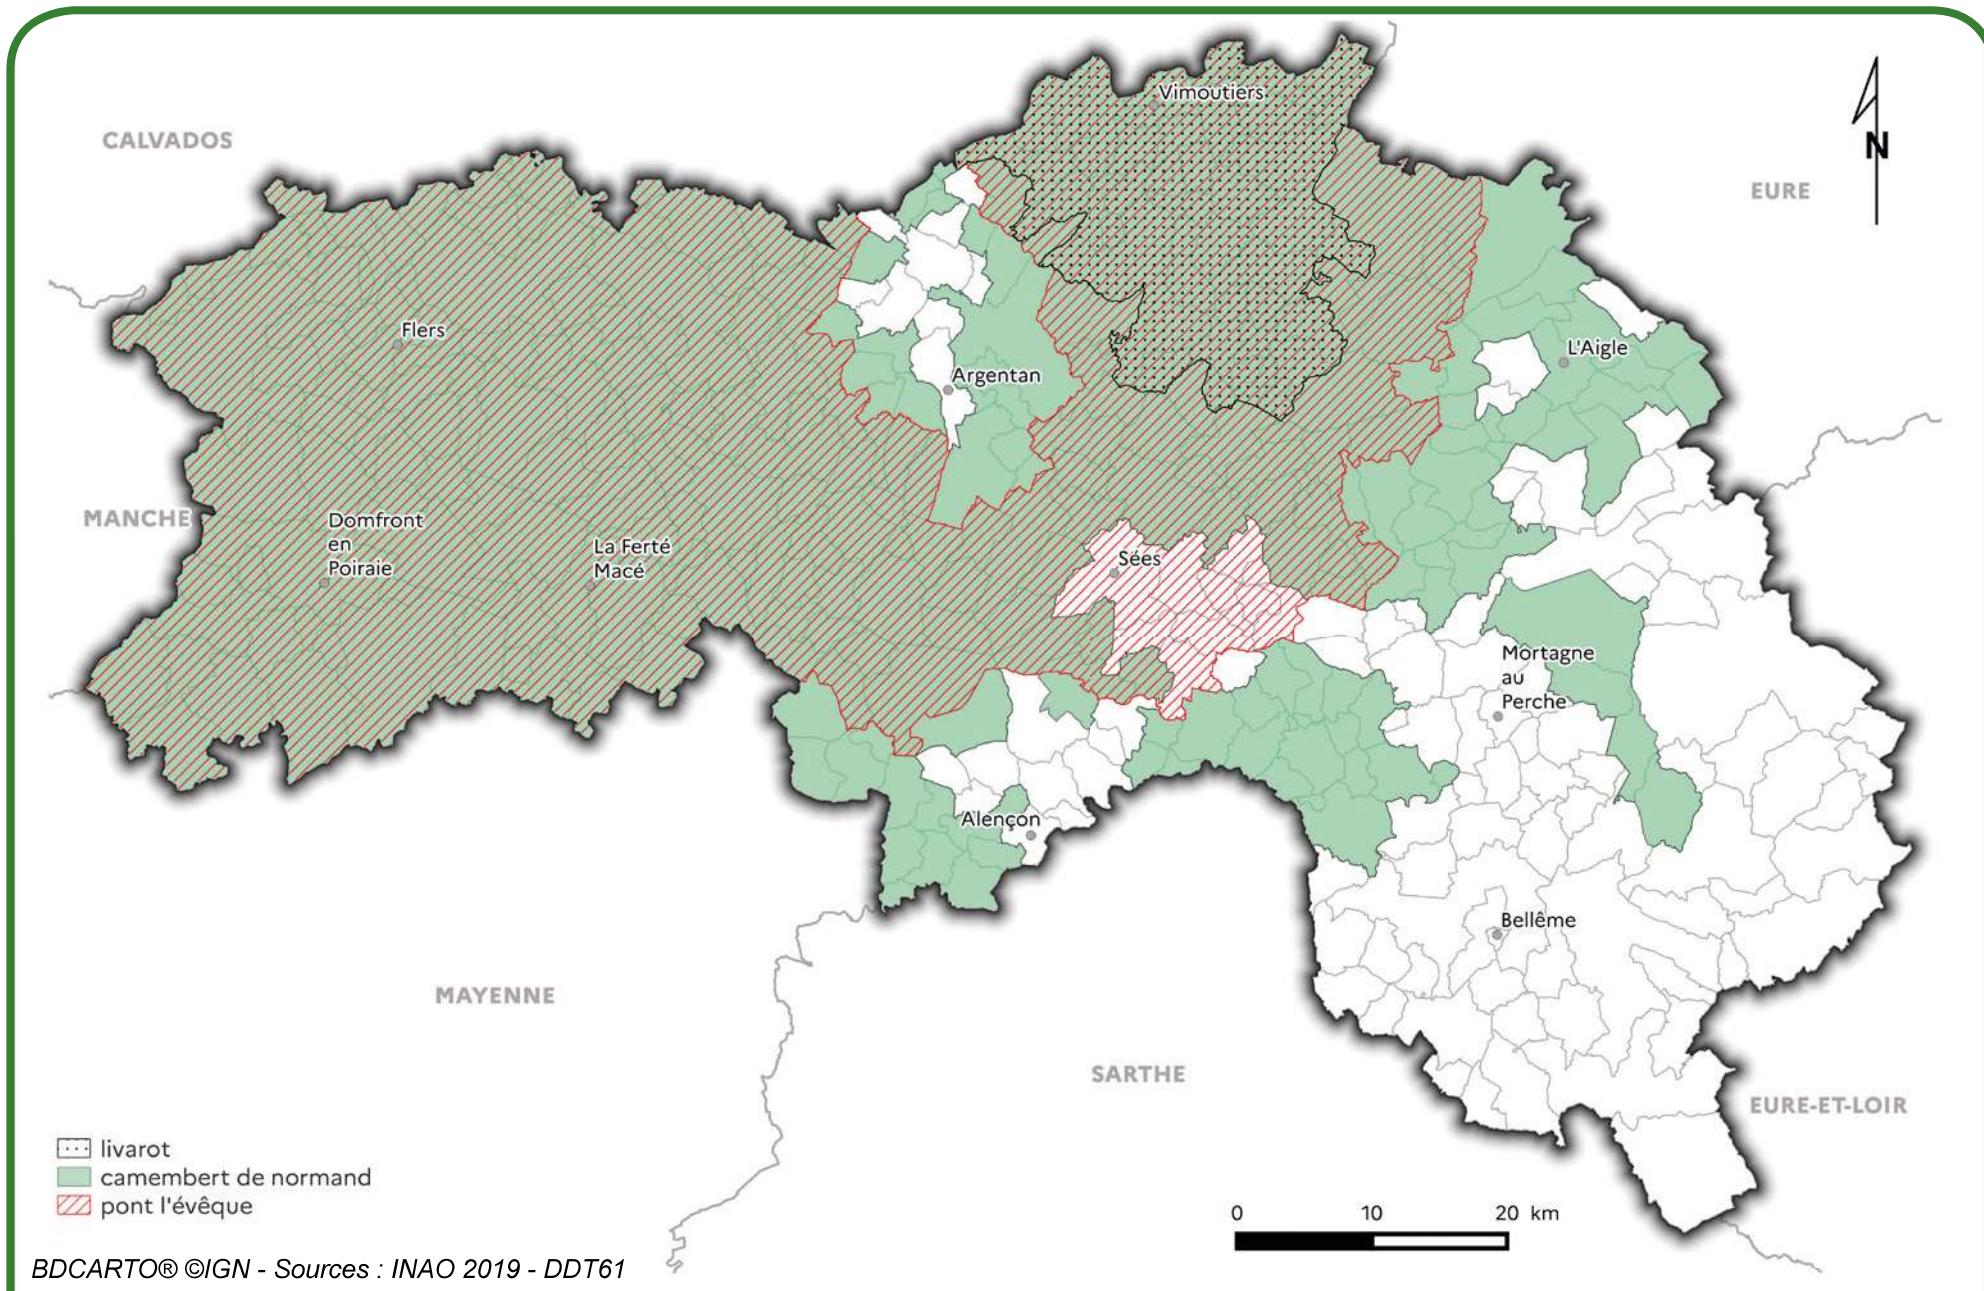 Vimoutiers
CALVADOS
N
EURE
Flers
L'Aigle
Argentan
MANCHE
Domfront
en
Poiraie
La Ferté
Macé
Sées
Mortagne
au
Perche
Alençon
Bellême
MAYENNE
SARTHE
EURE-ET-LOIR
livarot
camembert de normand
pont l'évêque
0 10 20 km
BDCARTO® ©IGN - Sources : INAO 2019 - DDT61